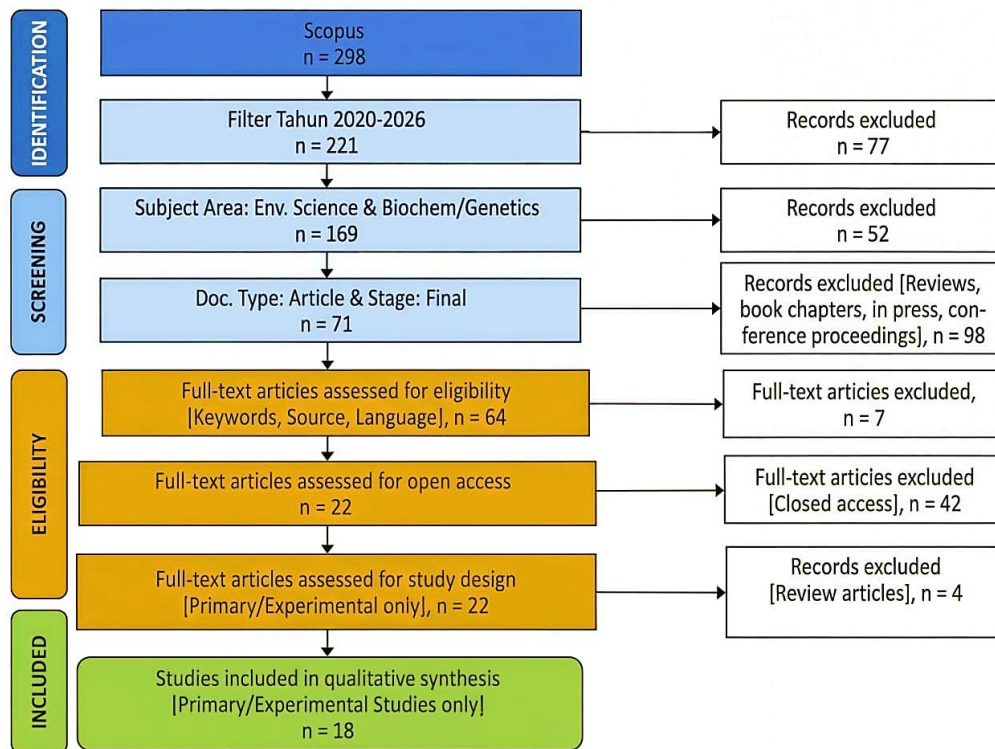 IDENTIFICATION
Scopus
n = 298
Filter Tahun 2020-2026
n = 221
Records excluded
n = 77
SCREENING
Subject Area: Env. Science & Biochem/Genetics
n = 169
Records excluded
n = 52
Doc. Type: Article & Stage: Final
n = 71
Records excluded [Reviews,
book chapters, in press, con-
ference proceedings], n = 98
ELIGIBILITY
Full-text articles assessed for eligibility
[Keywords, Source, Language], n = 64
Full-text articles excluded,
n = 7
Full-text articles assessed for open access
n = 22
Full-text articles excluded
[Closed access], n = 42
Full-text articles assessed for study design
[Primary/Experimental only], n = 22
Records excluded
[Review articles], n = 4
INCLUDED
Studies included in qualitative synthesis
[Primary/Experimental Studies only]
n = 18